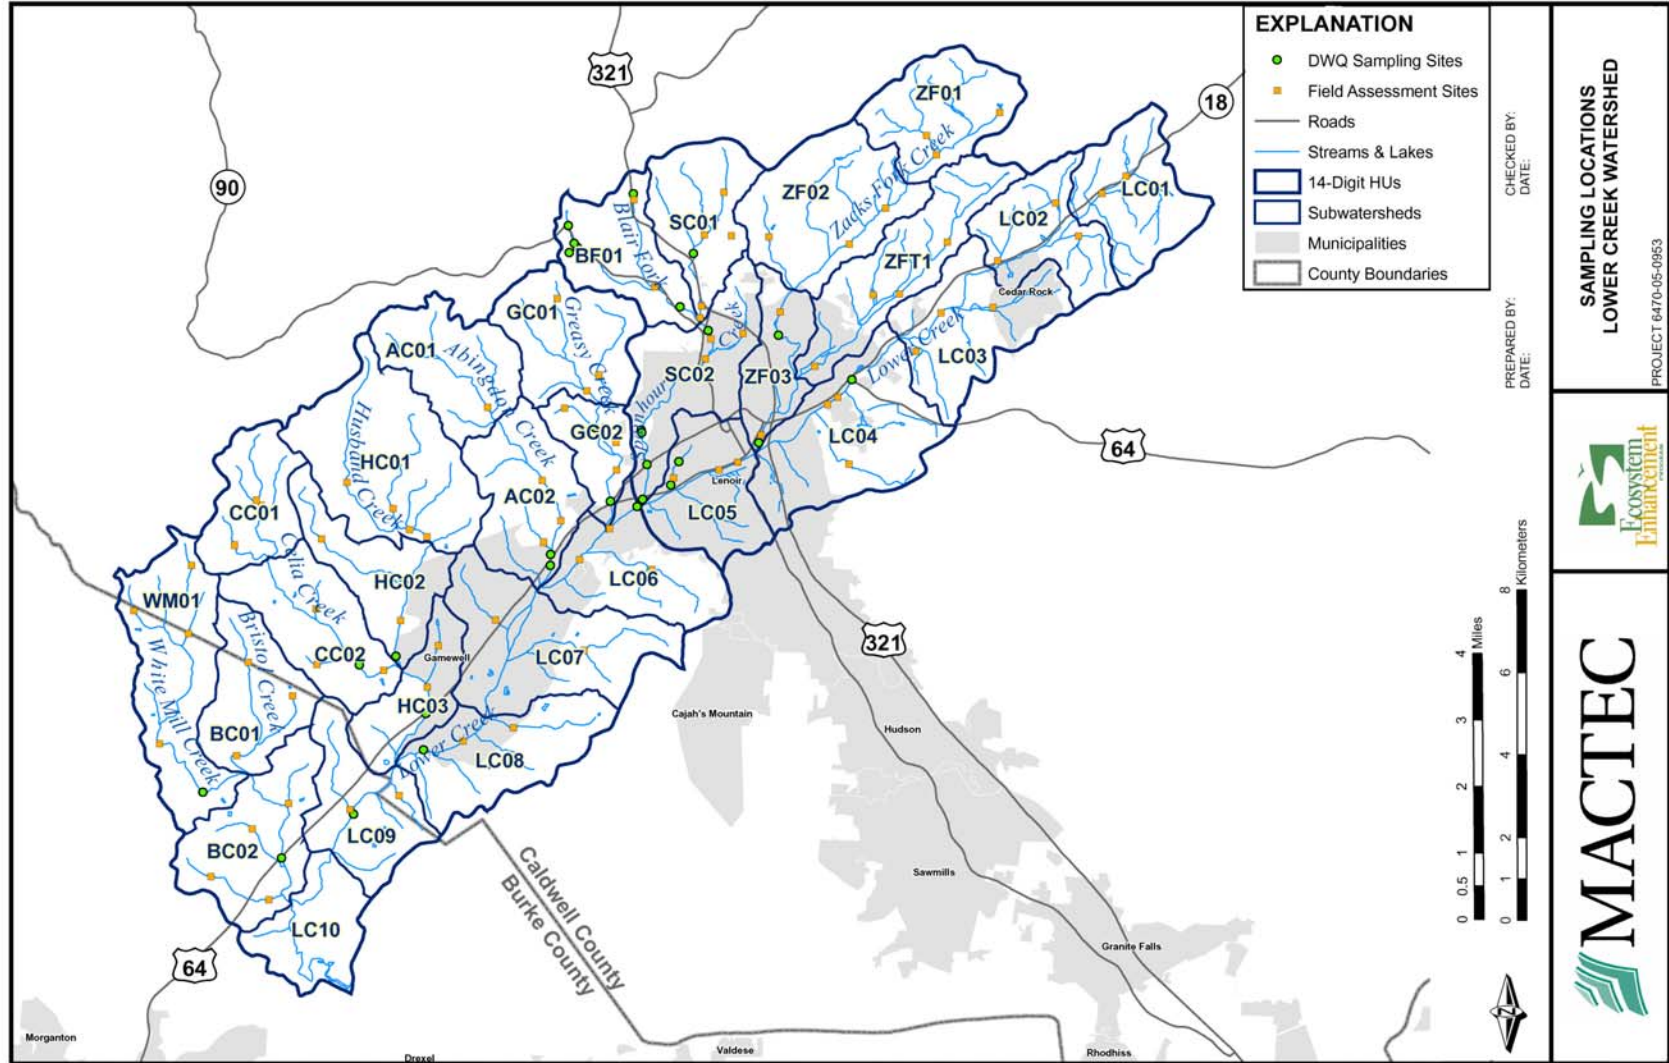 EXPLANATION
DWQ Sampling Sites
Field Assessment Sites
Roads
Streams & Lakes
14-Digit HUs
Subwatersheds
Municipalities
County Boundaries
321
18
90
64
321
64
ZF01
ZF02
Zacks Fork Creek
LC01
LC02
SC01
Blair Fork
BF01
ZFT1
Cedar Rock
Lower Creek
LC03
GC01
Greasy Creek
Creek
AC01
Abingdon Creek
SC02
ZF03
GC02
LC04
Husband Creek
HC01
Lenoir
AC02
LC05
CC01
Celia Creek
HC02
LC06
WM01
White Mill Creek
Bristol Creek
CC02
Gamewell
LC07
HC03
Lower Creek
BC01
LC08
Cajah's Mountain
Hudson
LC09
BC02
LC10
Caldwell County
Burke County
Sawmills
Granite Falls
Morganton
Drexel
Valdese
Rhodhiss
CHECKED BY:
DATE:
PREPARED BY:
DATE:
0 0.5 1 2 3 4 Miles
0 1 2 4 6 8 Kilometers
N
SAMPLING LOCATIONS
LOWER CREEK WATERSHED
PROJECT 6470-05-0953
Ecosystem
Enhancement
PROGRAM
MACTEC